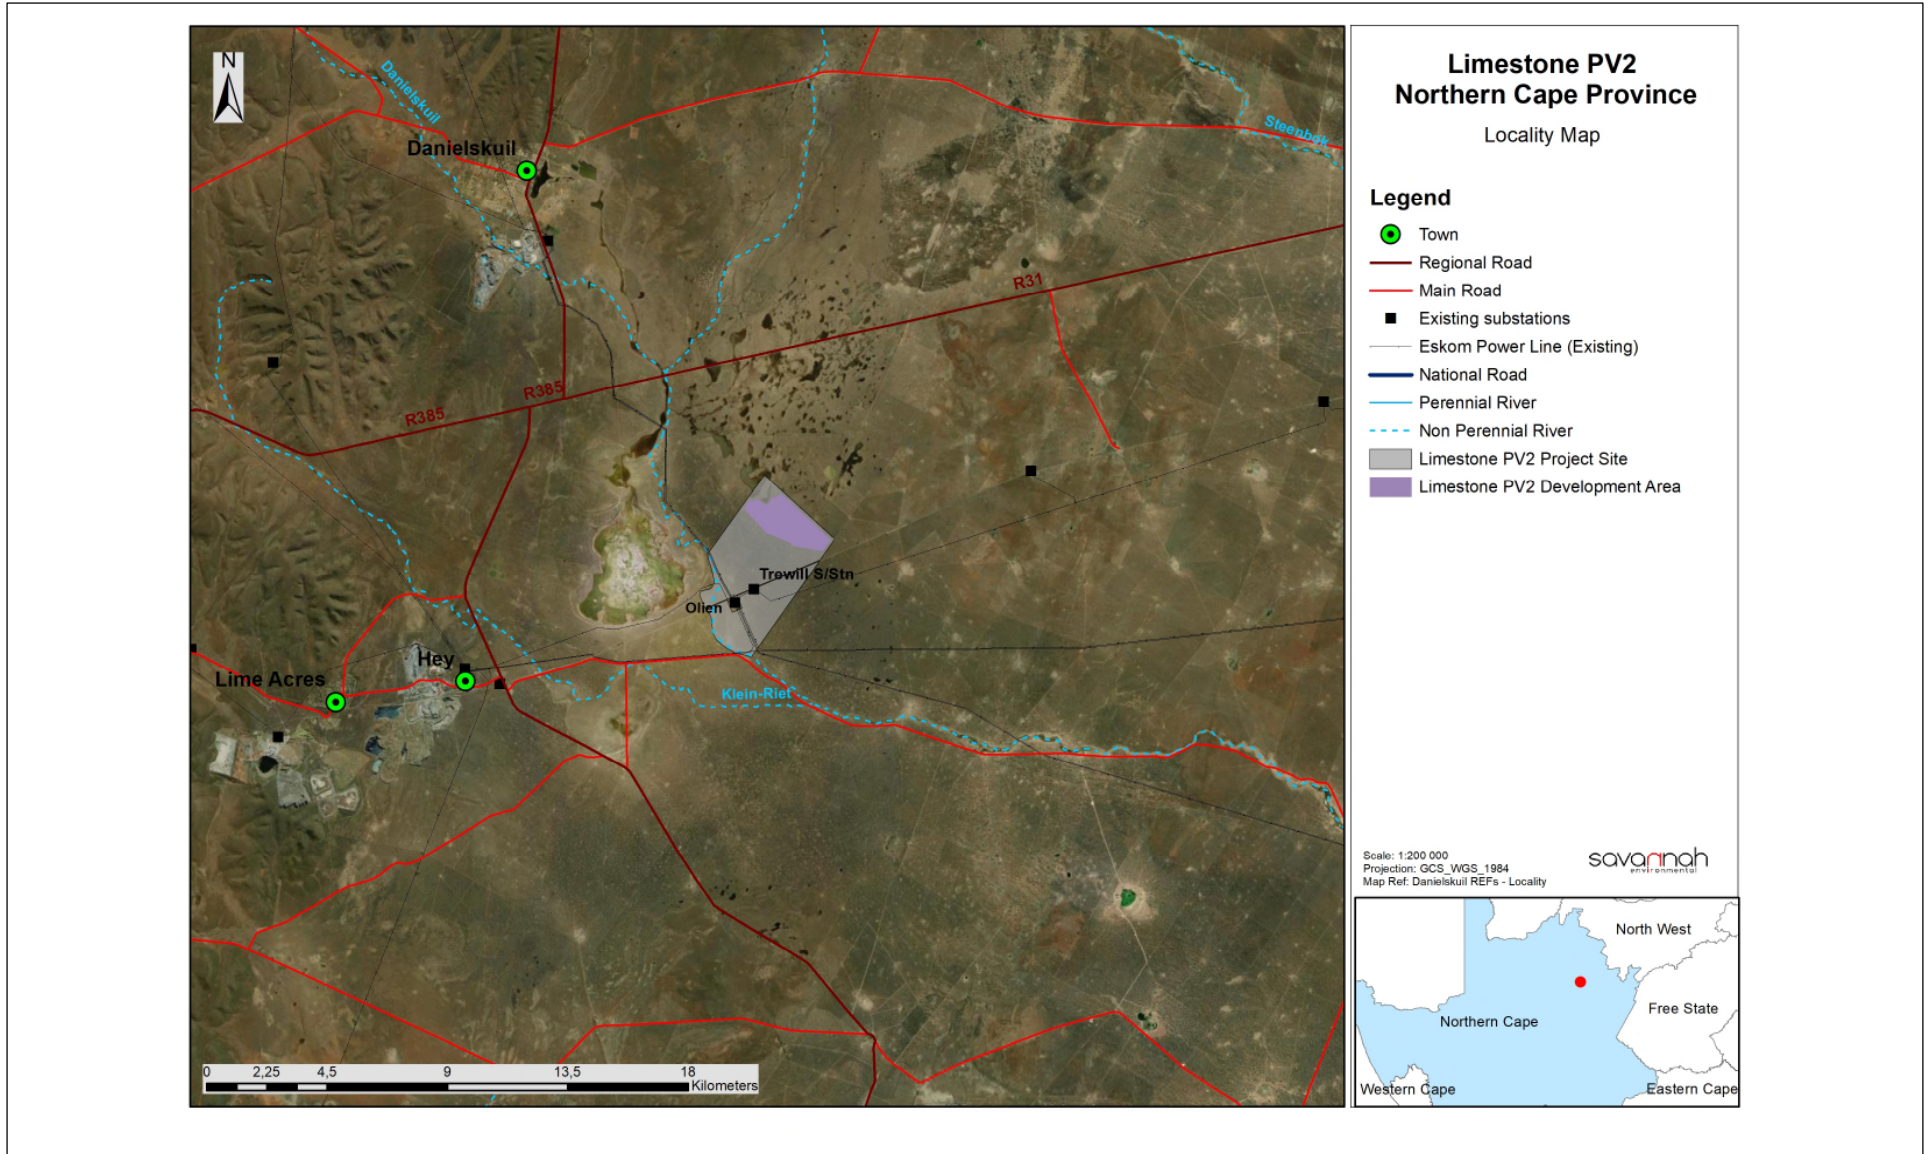 N
Danielskuil
Danielskuil
Steenbok
R31
R385
R385
Trewill S/Stn
Olien
Hey
Lime Acres
Klein-Riet
0 2,25 4,5 9 13,5 18
Kilometers
Limestone PV2
Northern Cape Province
Locality Map
Legend
Town
Regional Road
Main Road
Existing substations
Eskom Power Line (Existing)
National Road
Perennial River
Non Perennial River
Limestone PV2 Project Site
Limestone PV2 Development Area
Scale: 1:200 000
Projection: GCS_WGS_1984
Map Ref: Danielskuil REFs - Locality
savannah
environmental
North West
Free State
Northern Cape
Western Cape
Eastern Cape